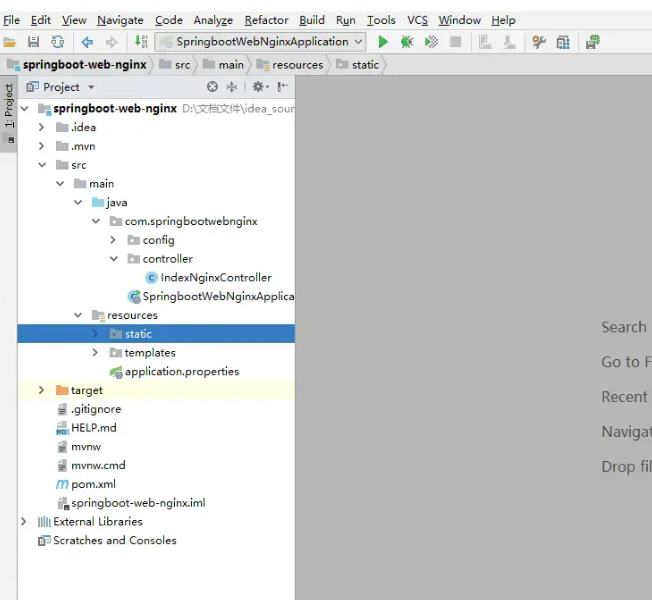 File Edit View Navigate Code Analyze Refactor Build Run Tools VCS Window Help
SpringbootWebNginxApplication
springboot-web-nginx src main resources static
1: Project
Project
springboot-web-nginx D:\文档文件\idea_sour
.idea
.mvn
src
main
java
com.springbootwebnginx
config
controller
IndexNginxController
SpringbootWebNginxApplica
resources
static
templates
application.properties
target
.gitignore
HELP.md
mvnw
mvnw.cmd
pom.xml
springboot-web-nginx.iml
External Libraries
Scratches and Consoles
Search
Go to F
Recent
Navigat
Drop fil